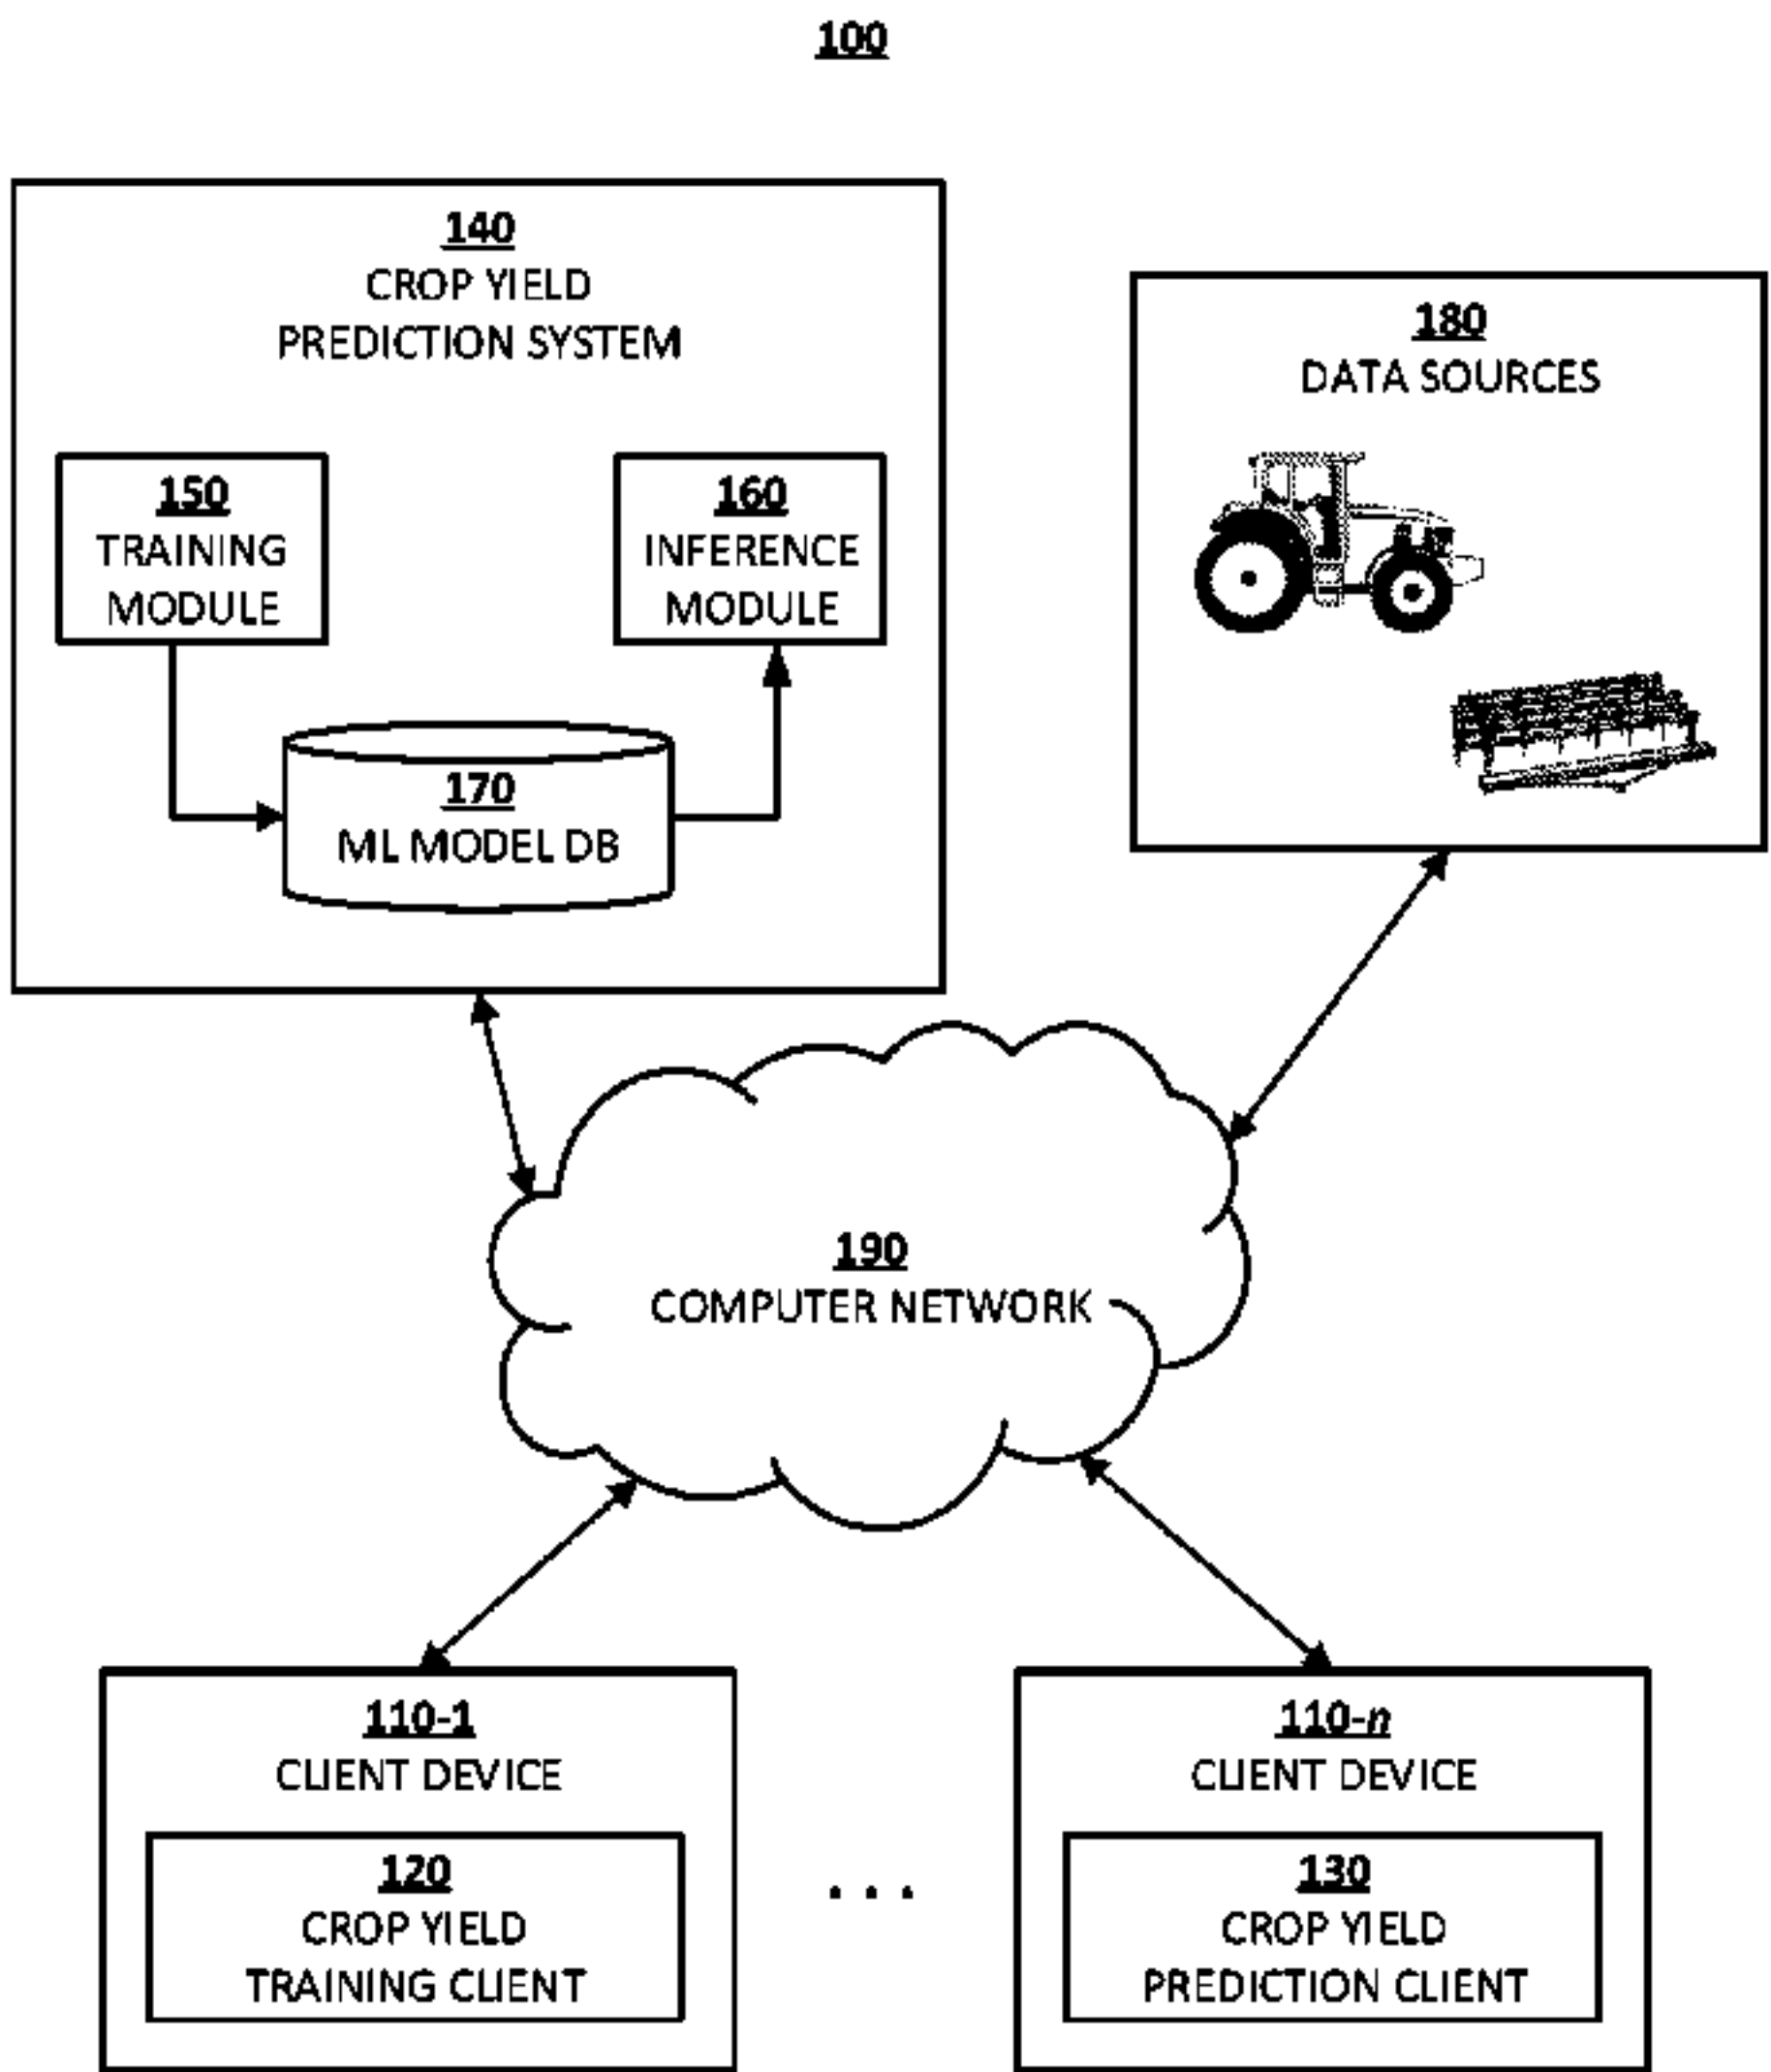 100
140
CROP YIELD
PREDICTION SYSTEM
150
TRAINING
MODULE
160
INFERENCE
MODULE
170
ML MODEL DB
180
DATA SOURCES
190
COMPUTER NETWORK
110-1
CLIENT DEVICE
120
CROP YIELD
TRAINING CLIENT
. . .
110-n
CLIENT DEVICE
130
CROP YIELD
PREDICTION CLIENT